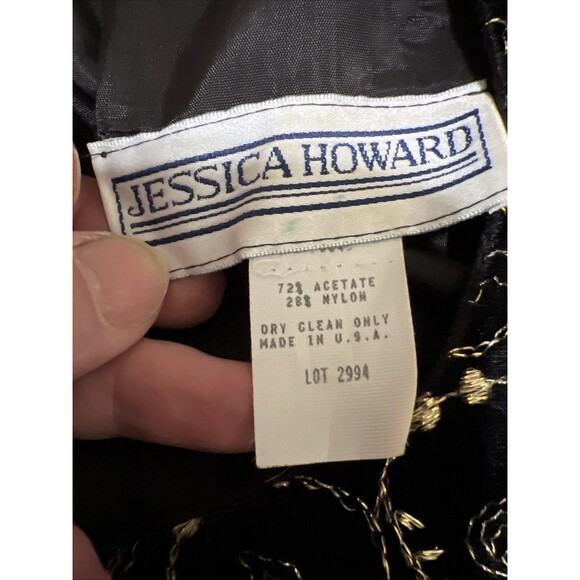 JESSICA HOWARD
72% ACETATE
28% NYLON
DRY CLEAN ONLY
MADE IN U.S.A.
LOT 2994